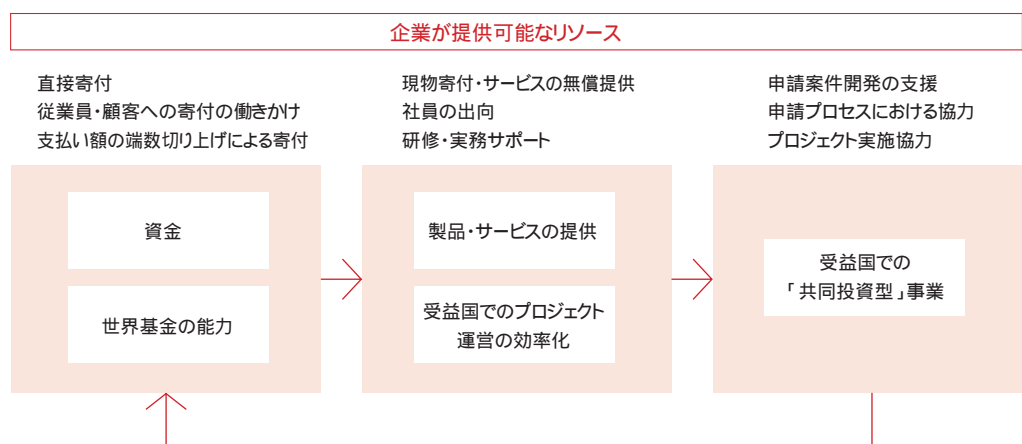 企業が提供可能なリソース
直接寄付
従業員・顧客への寄付の働きかけ
支払い額の端数切り上げによる寄付
現物寄付・サービスの無償提供
社員の出向
研修・実務サポート
申請案件開発の支援
申請プロセスにおける協力
プロジェクト実施協力
資金
世界基金の能力
製品・サービスの提供
受益国でのプロジェクト
運営の効率化
受益国での
「共同投資型」事業